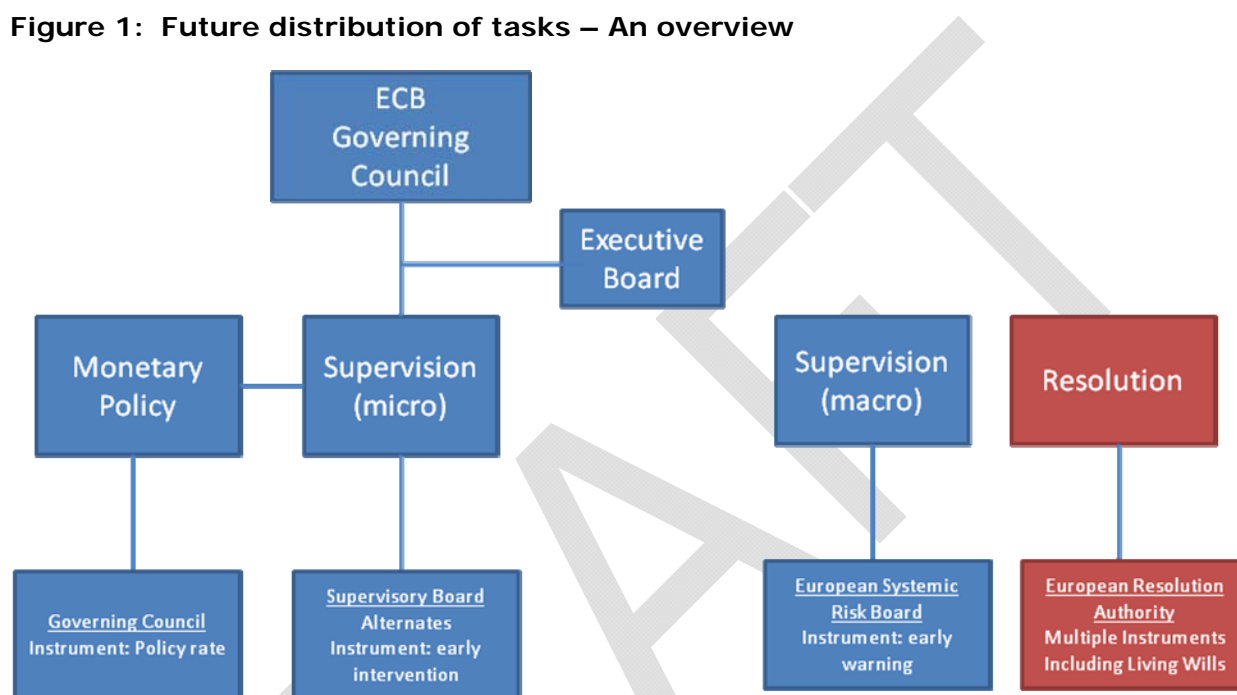 Figure 1: Future distribution of tasks – An overview
ECB
Governing
Council
Executive
Board
Monetary
Policy
Supervision
(micro)
Supervision
(macro)
Resolution
Governing Council
Instrument: Policy rate
Supervisory Board
Alternates
Instrument: early
intervention
European Systemic
Risk Board
Instrument: early
warning
European Resolution
Authority
Multiple Instruments
Including Living Wills